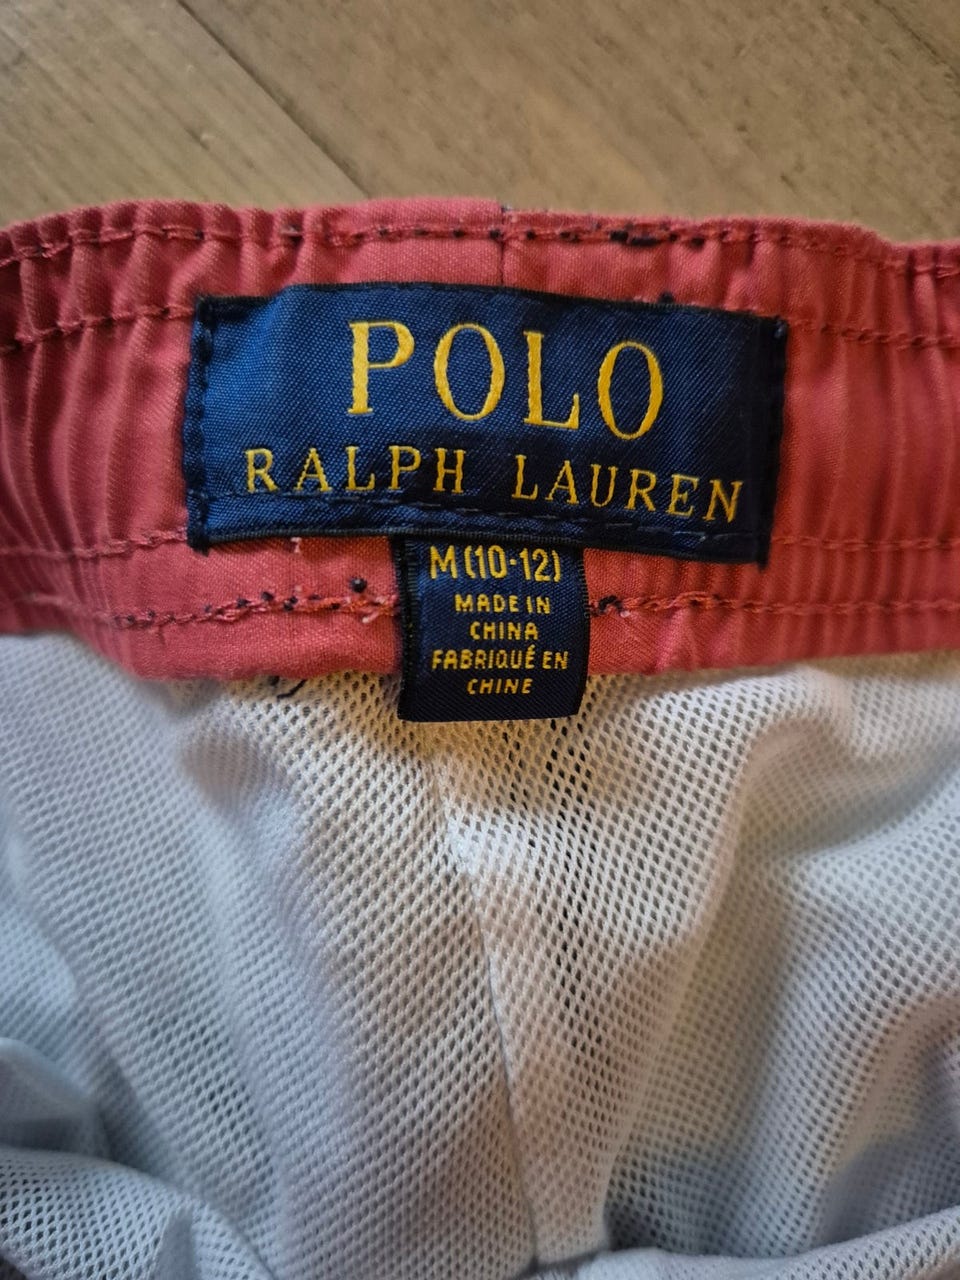 POLO
RALPH LAUREN
M (10-12)
MADE IN
CHINA
FABRIQUÉ EN
CHINE